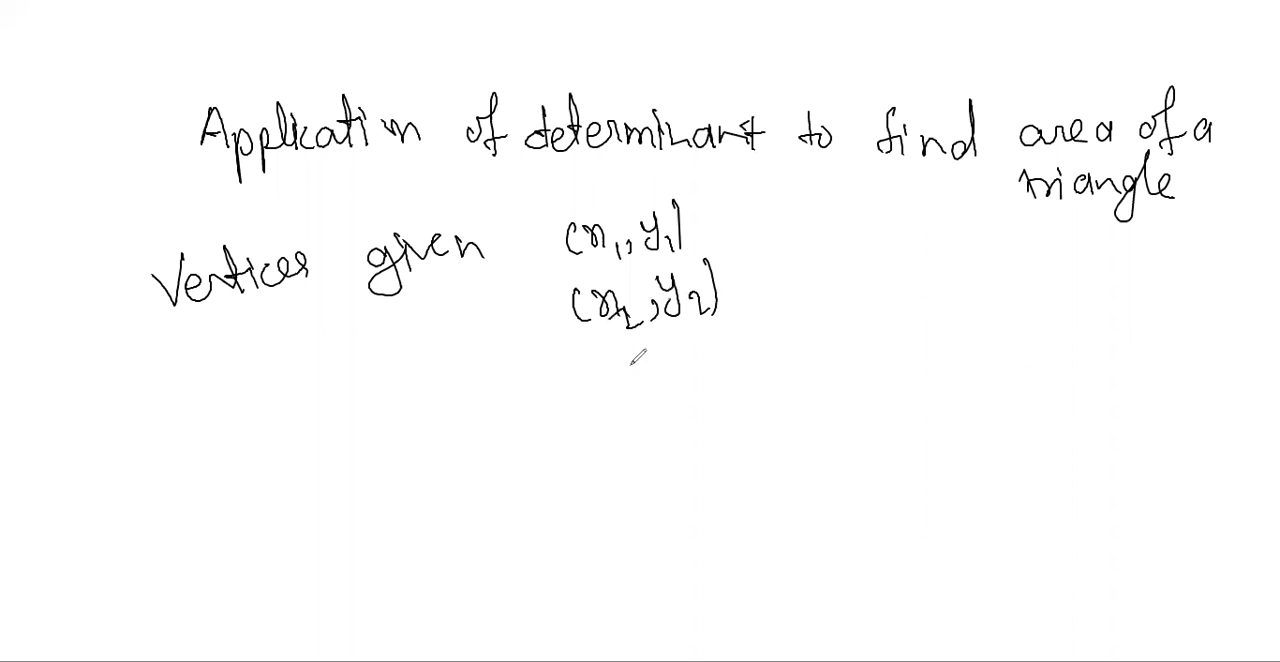 Application of determinant to find area of a
triangle
Vertices given (x₁, y₁)
(x₂, y₂)